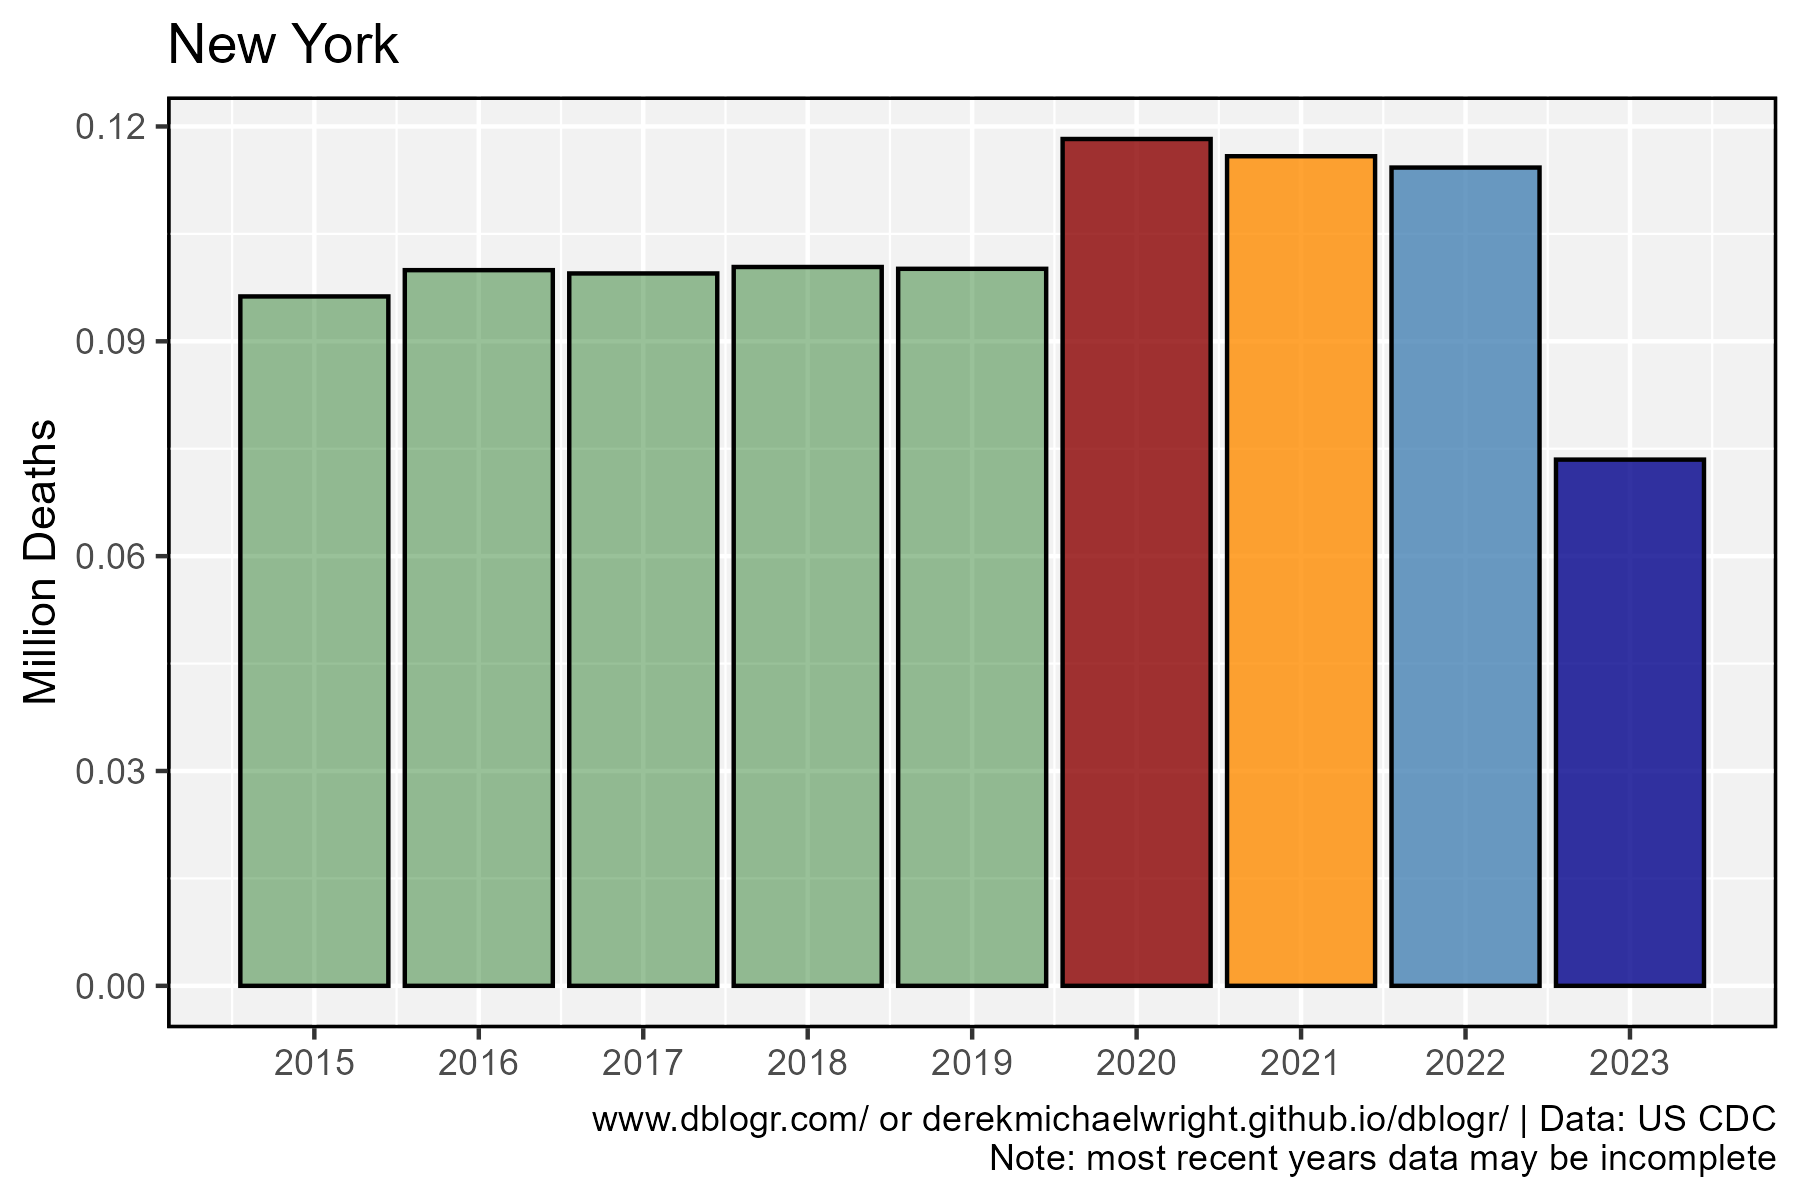 New York
Million Deaths
0.12
0.09
0.06
0.03
0.00
2015 2016 2017 2018 2019 2020 2021 2022 2023
www.dblogr.com/ or derekmichaelwright.github.io/dblogr/ | Data: US CDC
Note: most recent years data may be incomplete